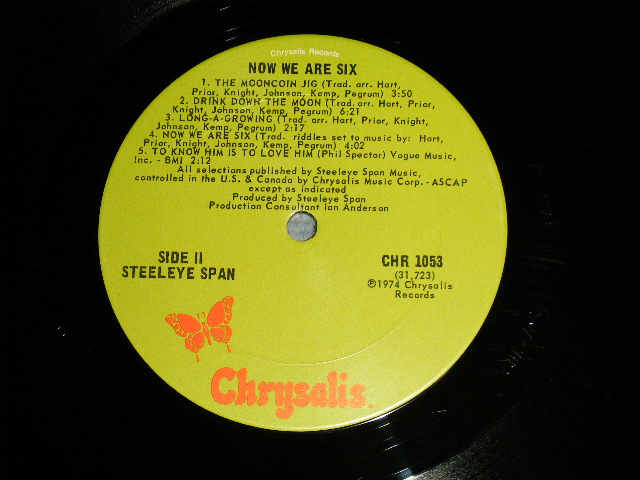 Chrysalis Records
NOW WE ARE SIX
1. THE MOONCOIN JIG (Trad. arr. Hart,
Prior, Knight, Johnson, Kemp, Pegrum) 3:50
2. DRINK DOWN THE MOON (Trad. arr. Hart, Prior,
Knight, Johnson, Kemp, Pegrum) 6:21
3. LONG-A-GROWING (Trad. arr. Hart, Prior, Knight,
Johnson, Kemp, Pegrum) 2:17
4. NOW WE ARE SIX (Trad. riddles set to music by: Hart,
Prior, Knight, Johnson, Kemp, Pegrum) 4:02
5. TO KNOW HIM IS TO LOVE HIM (Phil Spector) Vogue Music,
Inc. - BMI 2:12
All selections published by Steeleye Span Music,
controlled in the U.S. & Canada by Chrysalis Music Corp. - ASCAP
except as indicated
Produced by Steeleye Span
Production Consultant Ian Anderson
SIDE II
STEELEYE SPAN
CHR 1053
(31,723)
℗1974 Chrysalis
Records
Chrysalis